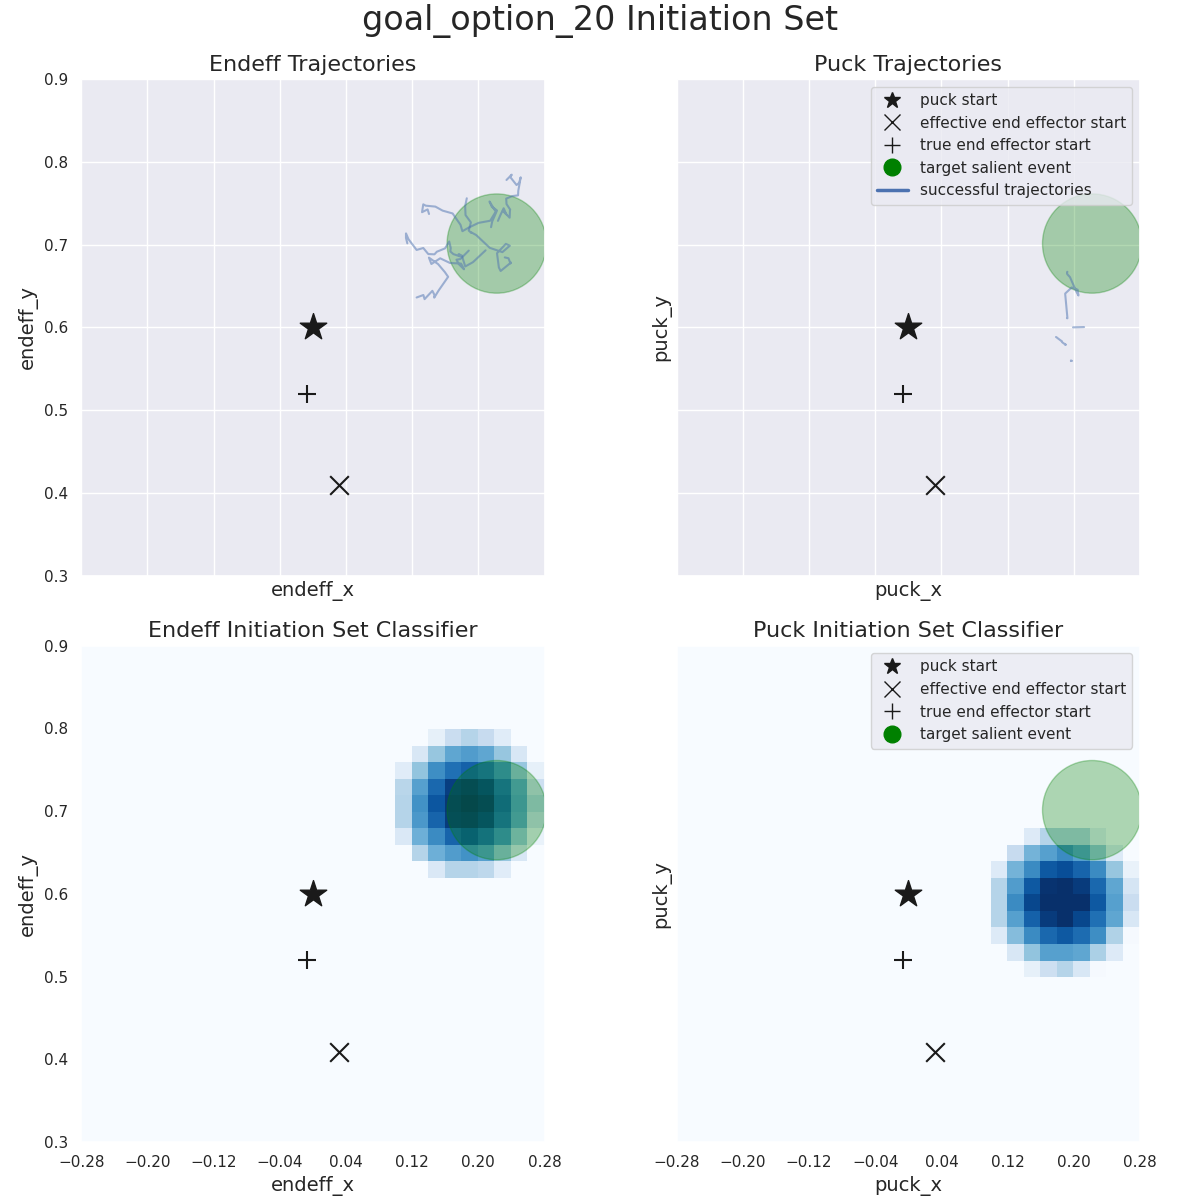 goal_option_20 Initiation Set
Endeff Trajectories
0.9
0.8
0.7
0.6
0.5
0.4
0.3
endeff_y
endeff_x
Puck Trajectories
puck start
effective end effector start
true end effector start
target salient event
successful trajectories
puck_y
puck_x
Endeff Initiation Set Classifier
0.9
0.8
0.7
0.6
0.5
0.4
0.3
endeff_y
−0.28 −0.20 −0.12 −0.04 0.04 0.12 0.20 0.28
endeff_x
Puck Initiation Set Classifier
puck start
effective end effector start
true end effector start
target salient event
puck_y
−0.28 −0.20 −0.12 −0.04 0.04 0.12 0.20 0.28
puck_x